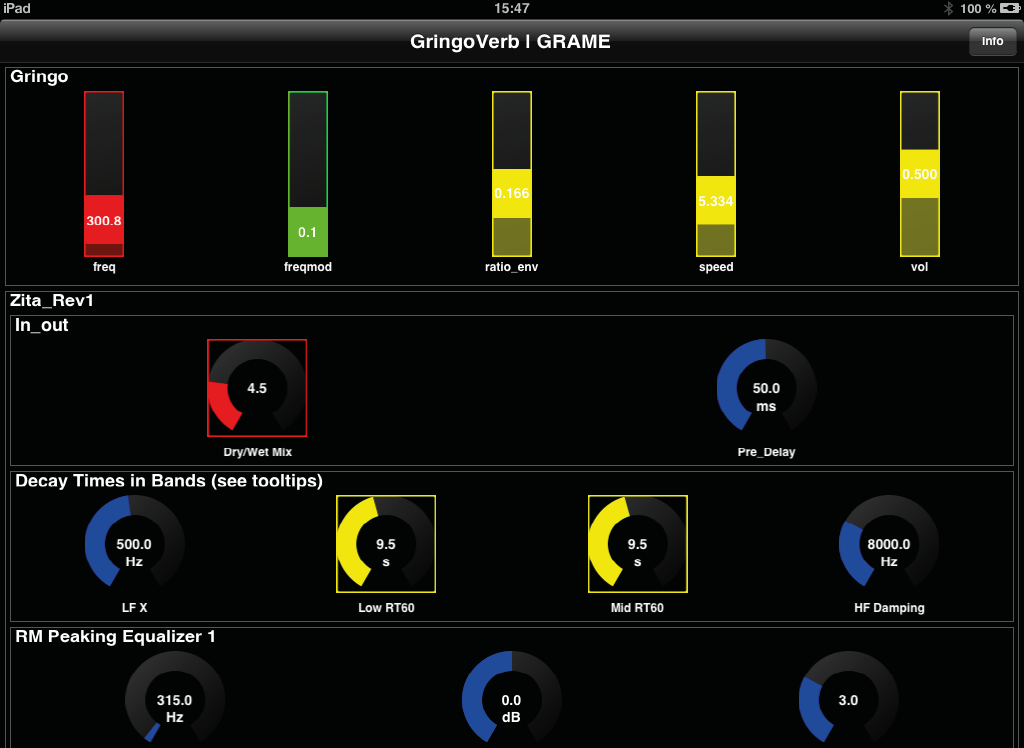 iPad 15:47 100 %
GringoVerb | GRAME Info
Gringo
300.8 0.1 0.166 5.334 0.500
freq freqmod ratio_env speed vol
Zita_Rev1
In_out
4.5 50.0
ms
Dry/Wet Mix Pre_Delay
Decay Times in Bands (see tooltips)
500.0 9.5 9.5 8000.0
Hz s s Hz
LF X Low RT60 Mid RT60 HF Damping
RM Peaking Equalizer 1
315.0 0.0 3.0
Hz dB